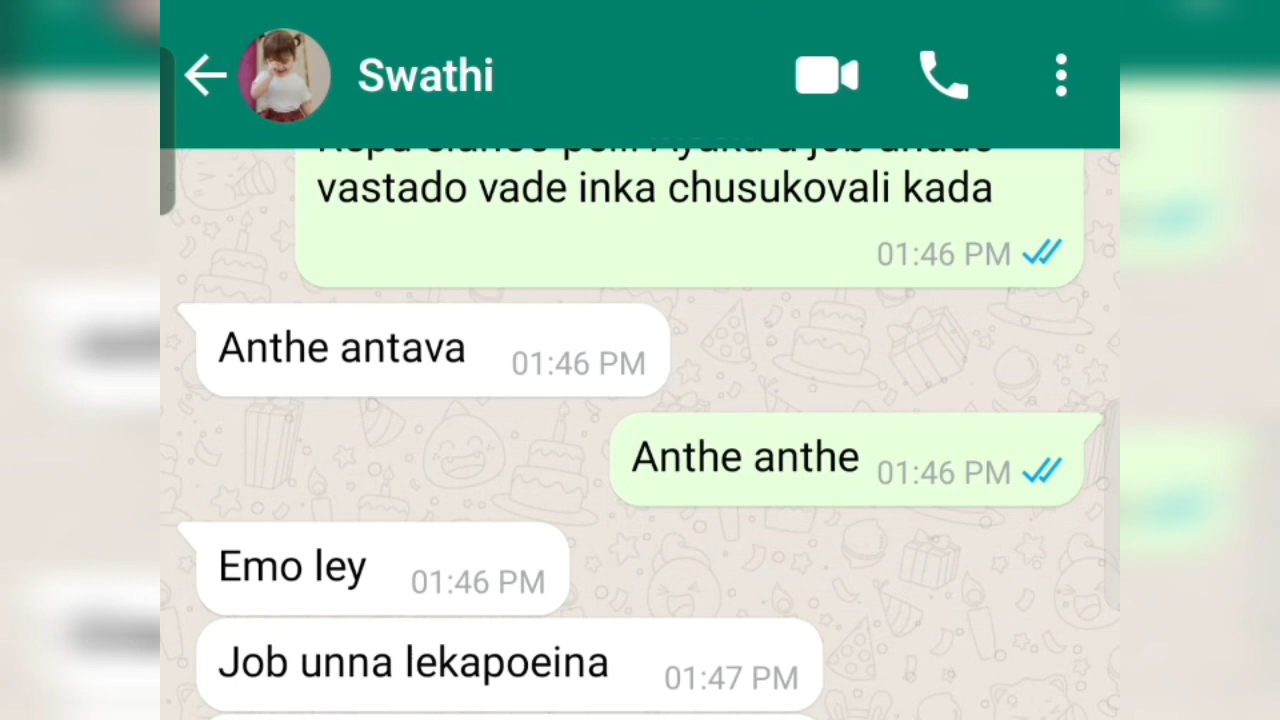 Swathi
vastado vade inka chusukovali kada
01:46 PM
Anthe antava 01:46 PM
Anthe anthe 01:46 PM
Emo ley 01:46 PM
Job unna lekapoeina 01:47 PM